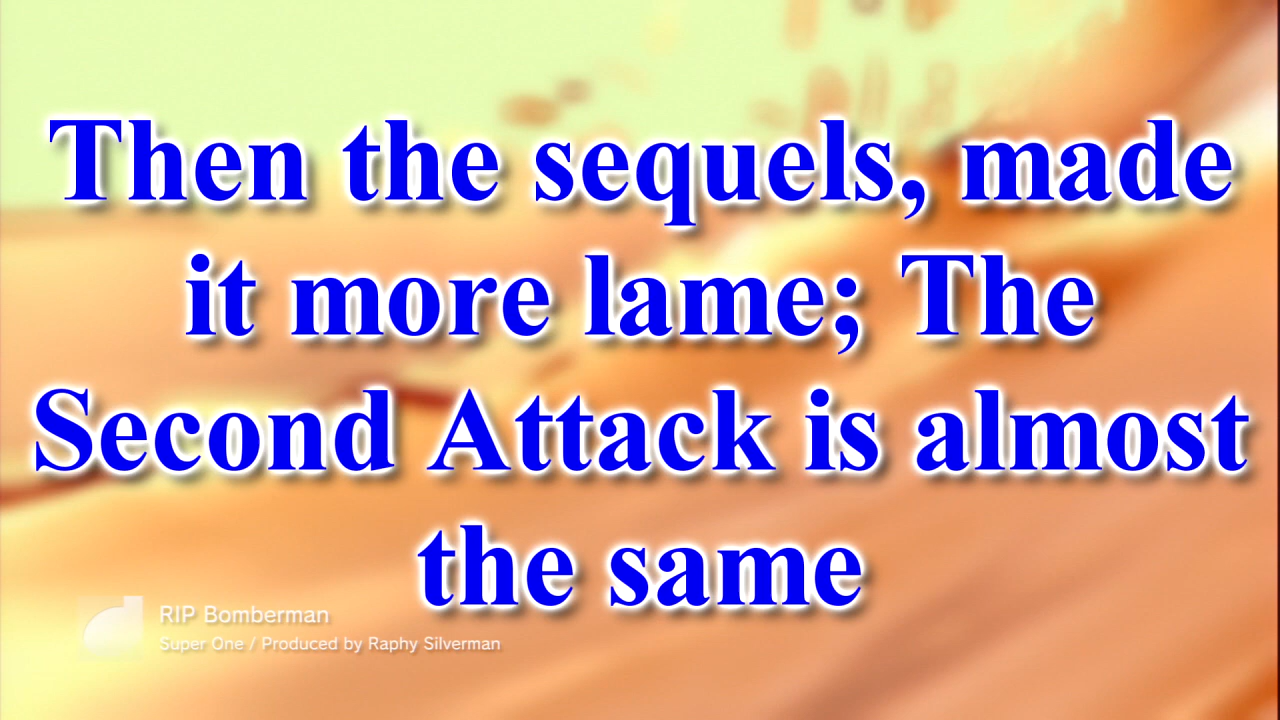 Then the sequels, made
it more lame; The
Second Attack is almost
the same
RIP Bomberman
Super One / Produced by Raphy Silverman